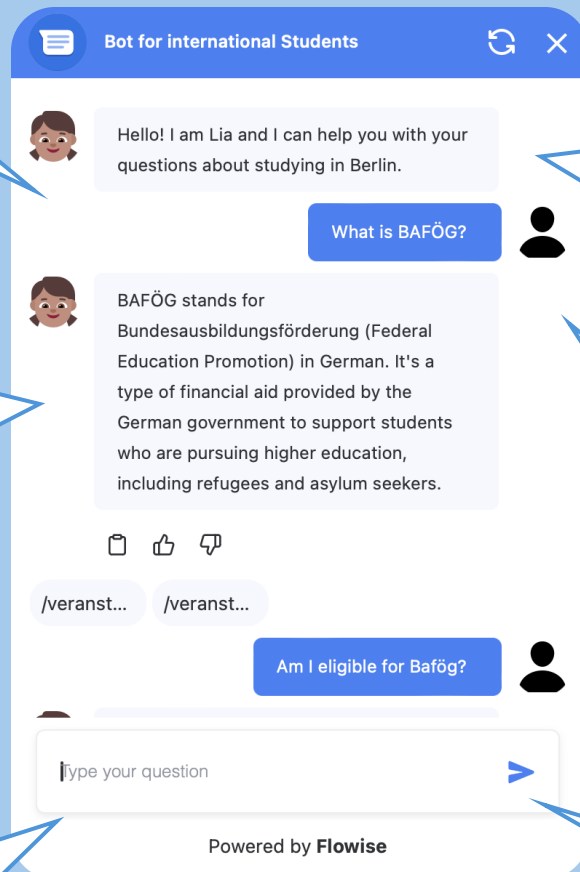 Bot for international Students
Hello! I am Lia and I can help you with your
questions about studying in Berlin.
What is BAFÖG?
BAFÖG stands for
Bundesausbildungsförderung (Federal
Education Promotion) in German. It's a
type of financial aid provided by the
German government to support students
who are pursuing higher education,
including refugees and asylum seekers.
/veranst... /veranst...
Am I eligible for Bafög?
Type your question
Powered by Flowise